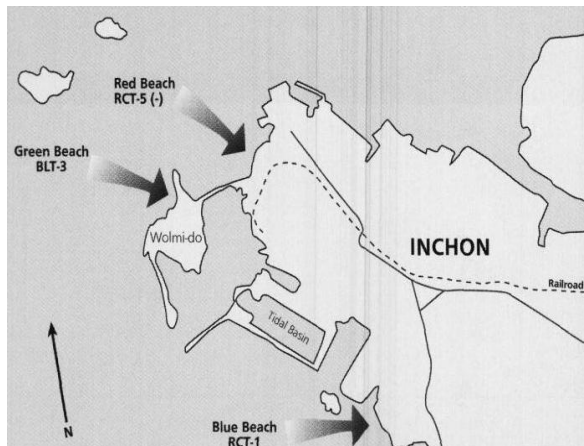 Red Beach
RCT-5 (-)
Green Beach
BLT-3
Wolmi-do
INCHON
Railroad
Tidal Basin
Blue Beach
RCT-1
N